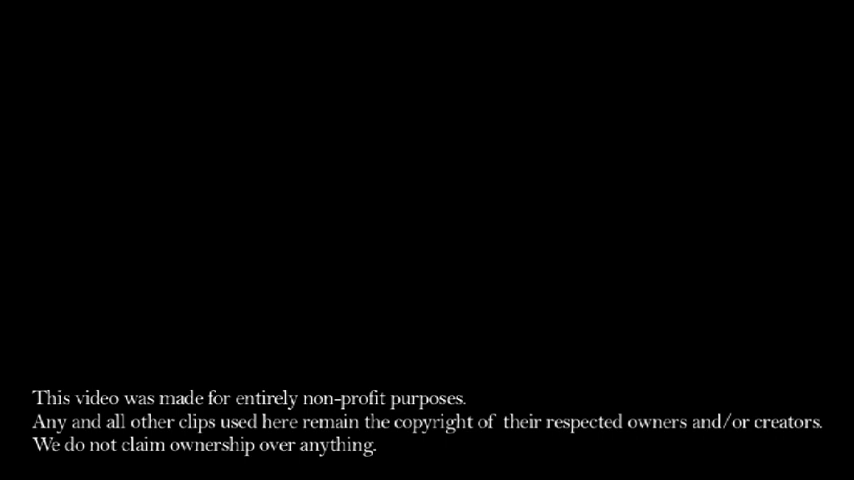 This video was made for entirely non-profit purposes.
Any and all other clips used here remain the copyright of their respected owners and/or creators.
We do not claim ownership over anything.